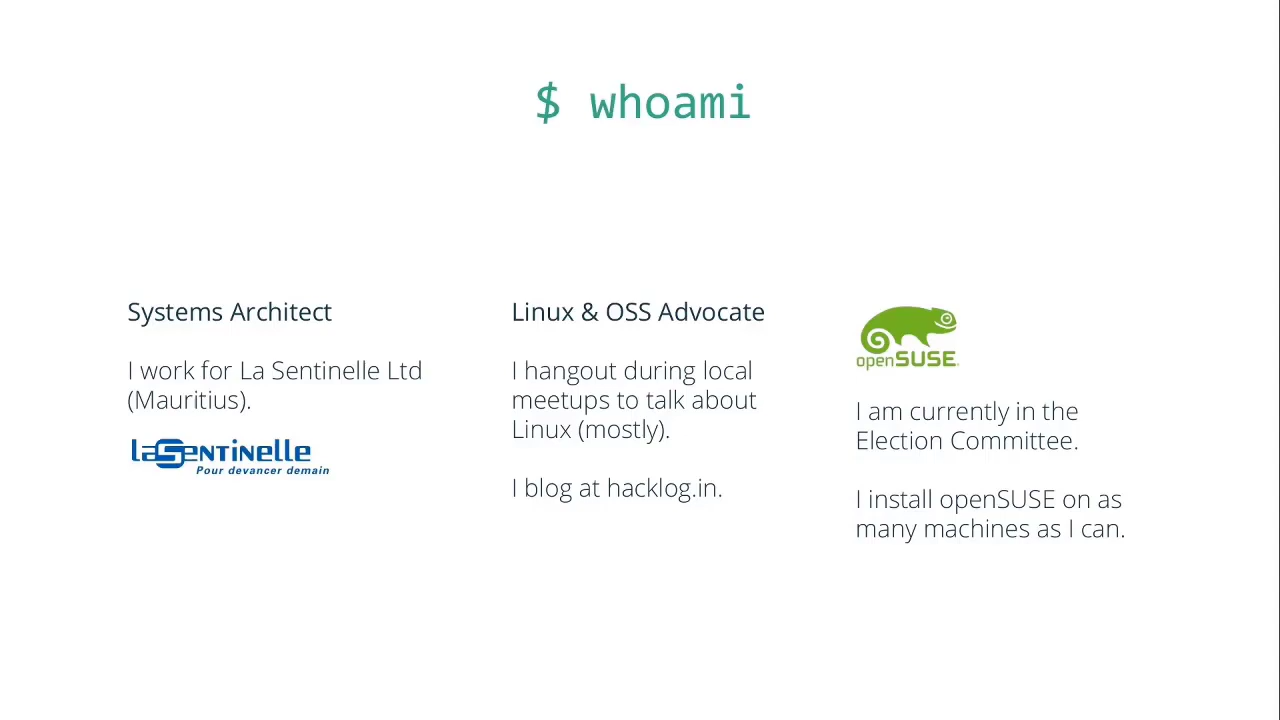 $ whoami
Systems Architect
I work for La Sentinelle Ltd
(Mauritius).
laSentinelle
Pour devancer demain
Linux & OSS Advocate
I hangout during local
meetups to talk about
Linux (mostly).
I blog at hacklog.in.
openSUSE
I am currently in the
Election Committee.
I install openSUSE on as
many machines as I can.